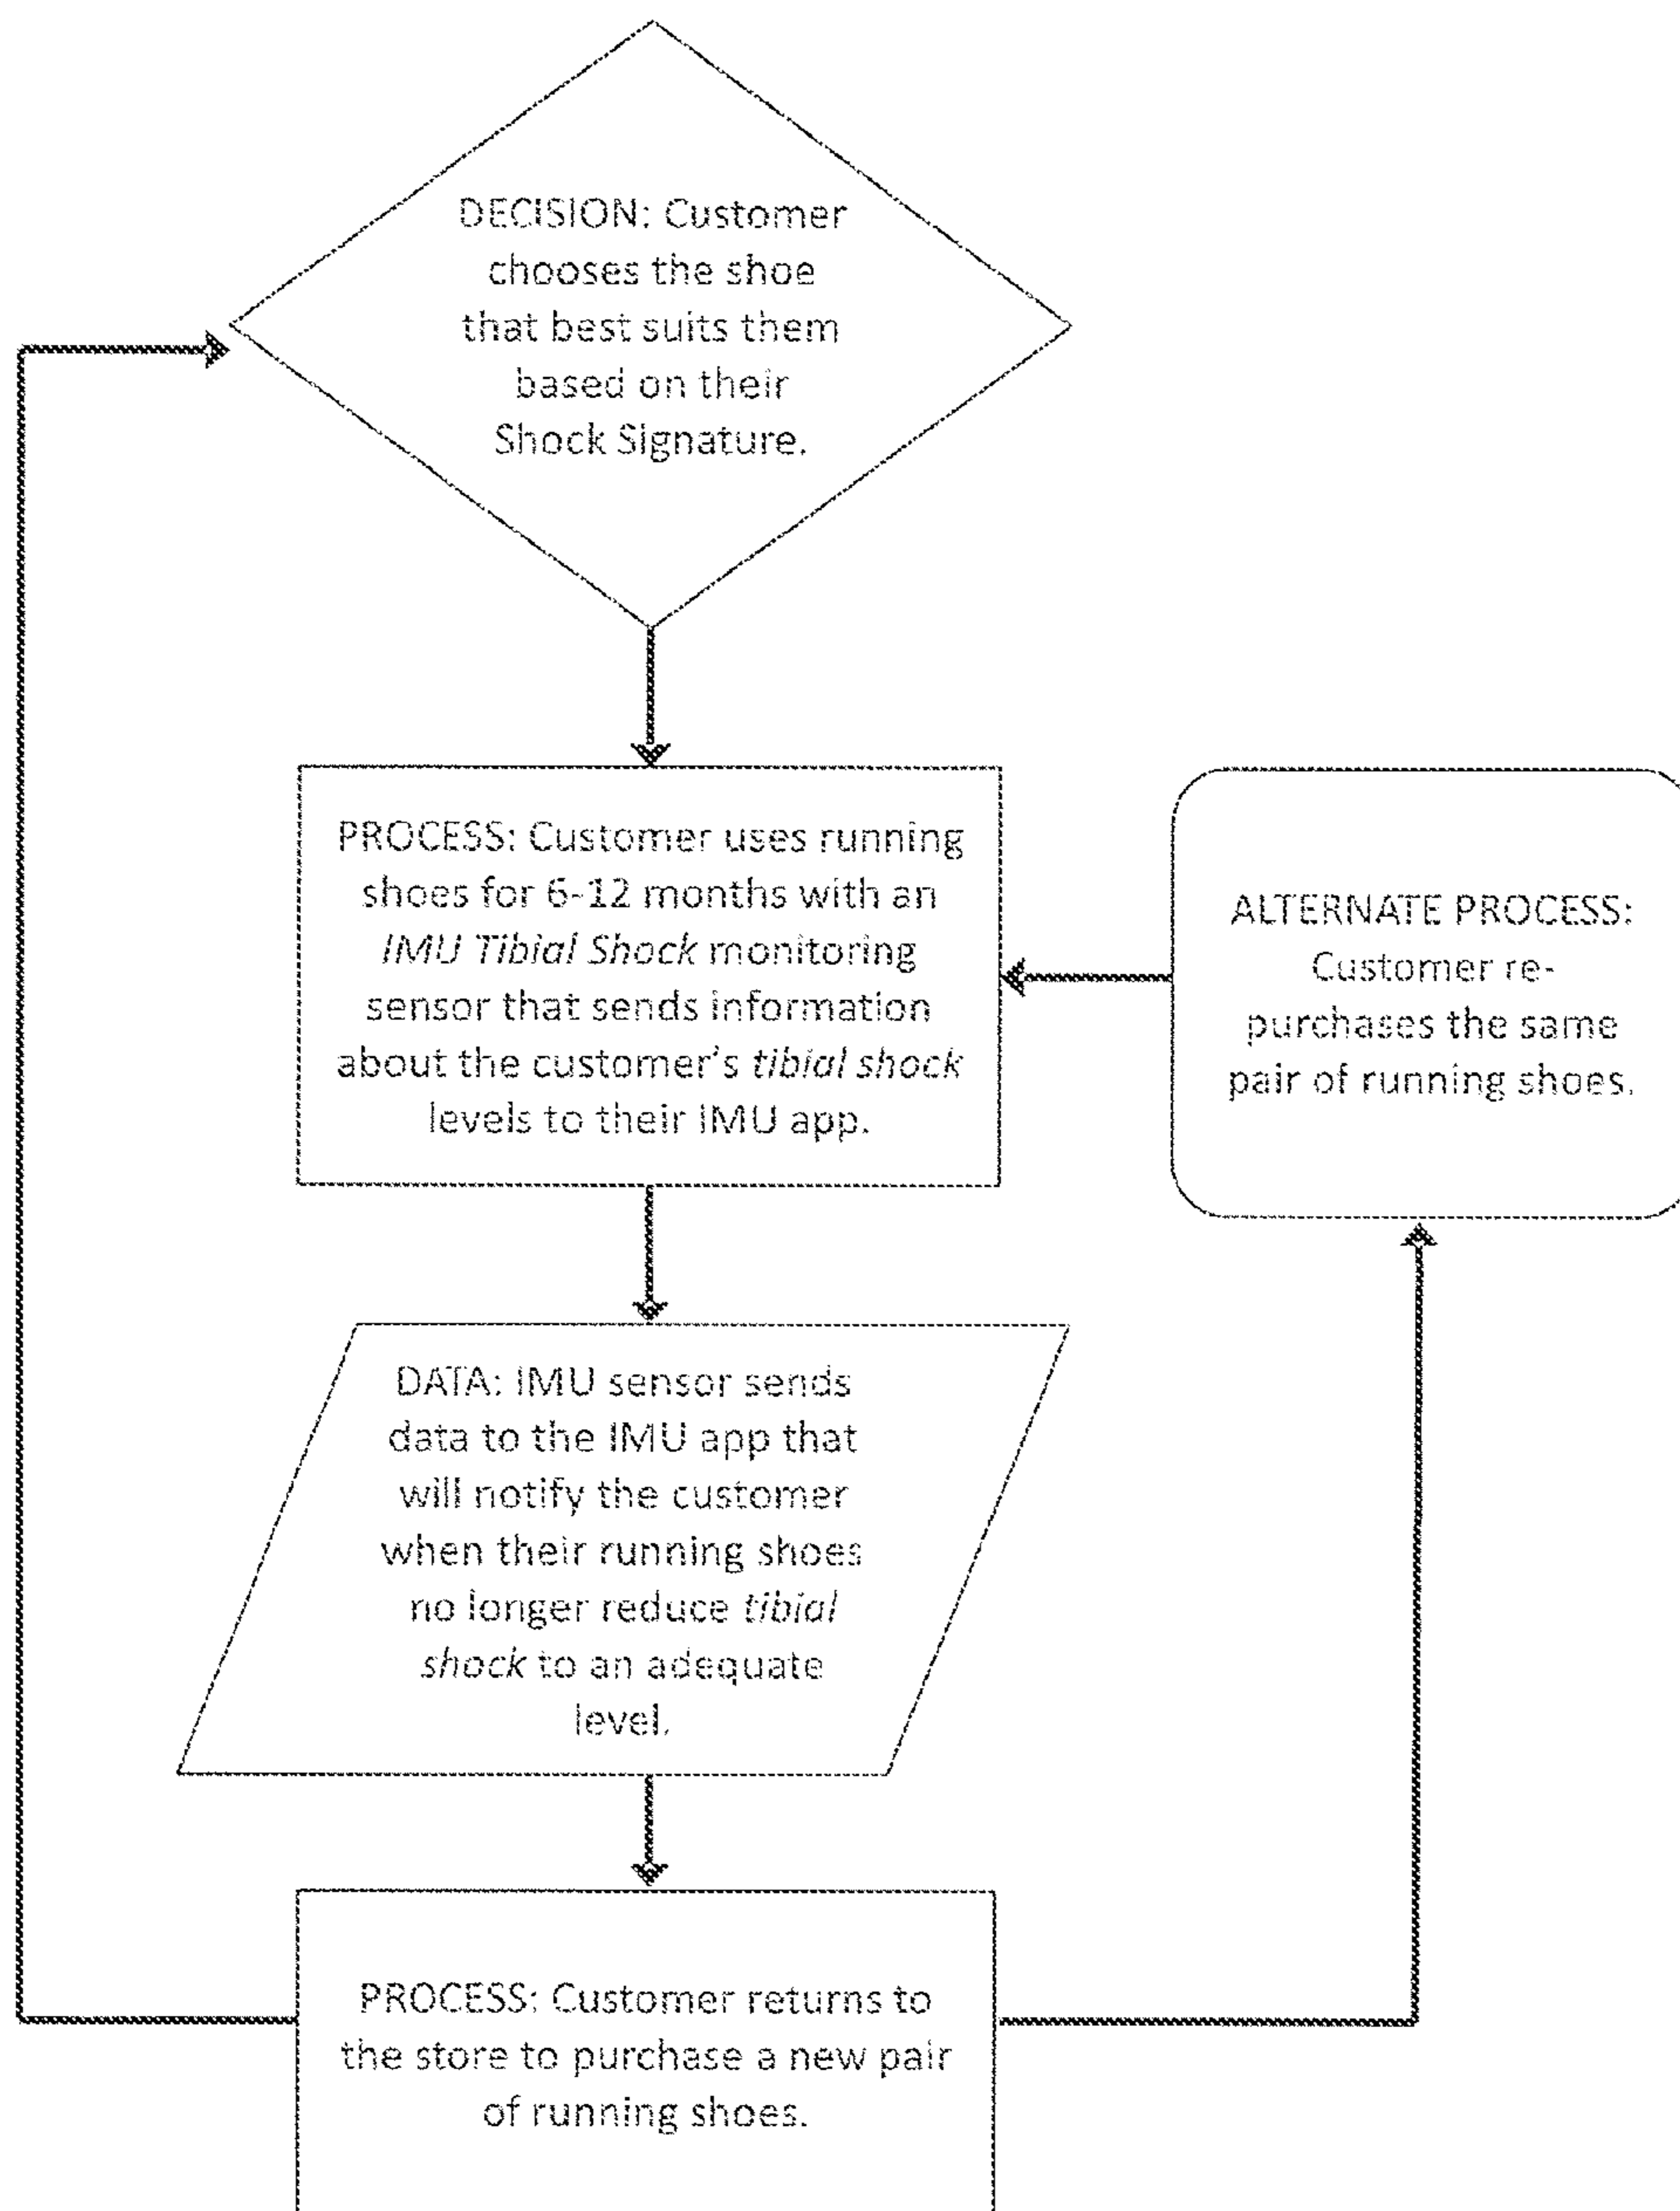 DECISION: Customer
chooses the shoe
that best suits them
based on their
Shock Signature.
PROCESS: Customer uses running
shoes for 6-12 months with an
IMU Tibial Shock monitoring
sensor that sends information
about the customer's tibial shock
levels to their IMU app.
ALTERNATE PROCESS:
Customer re-
purchases the same
pair of running shoes.
DATA: IMU sensor sends
data to the IMU app that
will notify the customer
when their running shoes
no longer reduce tibial
shock to an adequate
level.
PROCESS: Customer returns to
the store to purchase a new pair
of running shoes.